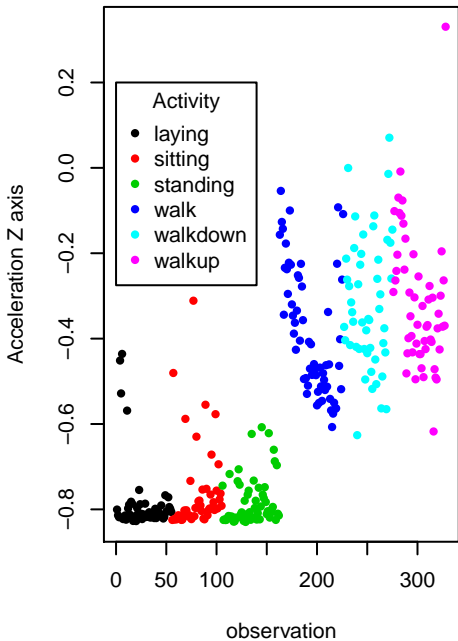 0.2
0.0
−0.2
−0.4
−0.6
−0.8
Acceleration Z axis
Activity
laying
sitting
standing
walk
walkdown
walkup
0 50 100 200 300
observation